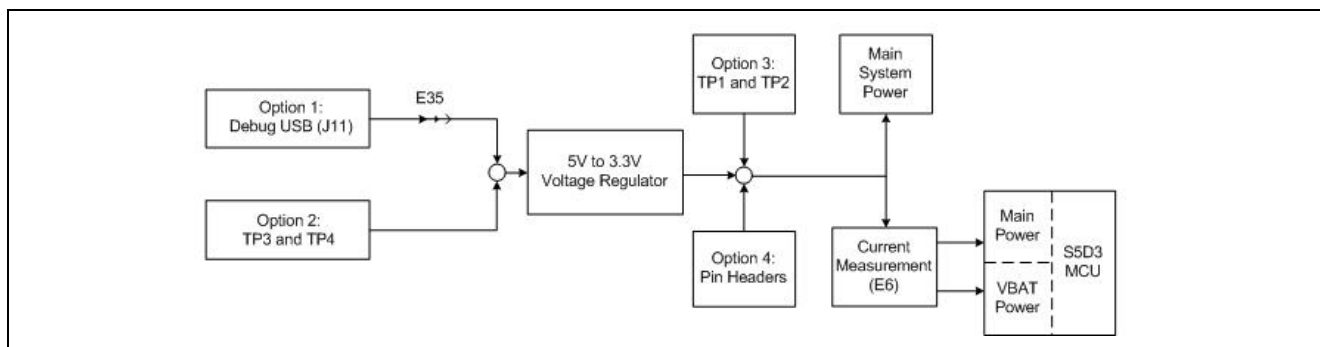 Option 1:
Debug USB (J11)
E35
Option 2:
TP3 and TP4
5V to 3.3V
Voltage Regulator
Option 3:
TP1 and TP2
Option 4:
Pin Headers
Main
System
Power
Current
Measurement
(E6)
Main
Power
VBAT
Power
S5D3
MCU